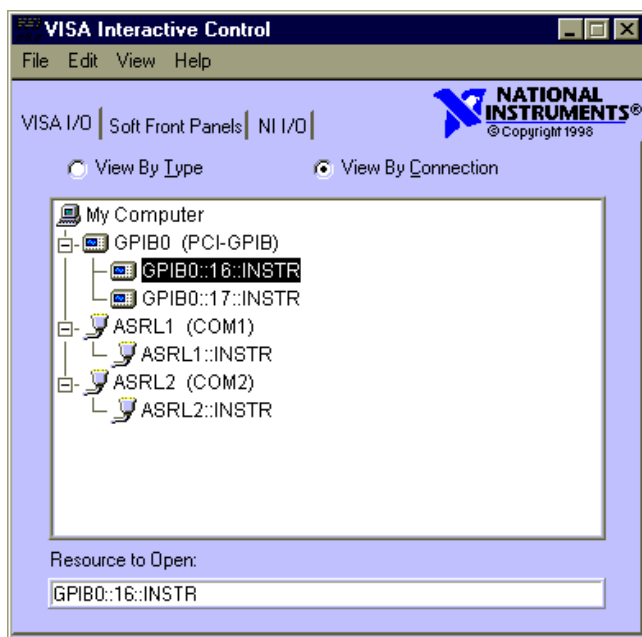 VISA Interactive Control
File Edit View Help
NATIONAL
INSTRUMENTS®
© Copyright 1998
VISA I/O Soft Front Panels NI I/O
View By Type View By Connection
My Computer
GPIB0 (PCI-GPIB)
GPIB0::16::INSTR
GPIB0::17::INSTR
ASRL1 (COM1)
ASRL1::INSTR
ASRL2 (COM2)
ASRL2::INSTR
Resource to Open:
GPIB0::16::INSTR